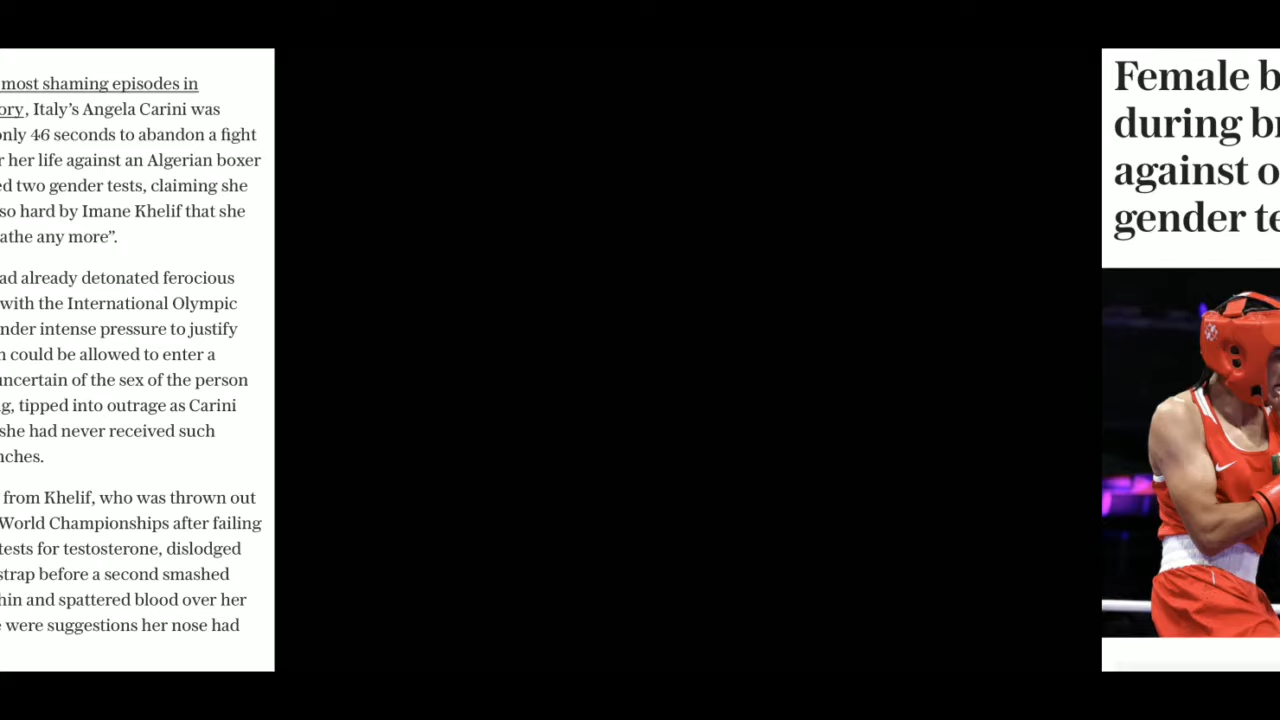 most shaming episodes in
ory, Italy's Angela Carini was
only 46 seconds to abandon a fight
r her life against an Algerian boxer
ed two gender tests, claiming she
so hard by Imane Khelif that she
athe any more”.
ad already detonated ferocious
with the International Olympic
nder intense pressure to justify
n could be allowed to enter a
uncertain of the sex of the person
g, tipped into outrage as Carini
she had never received such
nches.
from Khelif, who was thrown out
World Championships after failing
tests for testosterone, dislodged
strap before a second smashed
hin and spattered blood over her
e were suggestions her nose had
Female b
during br
against o
gender te